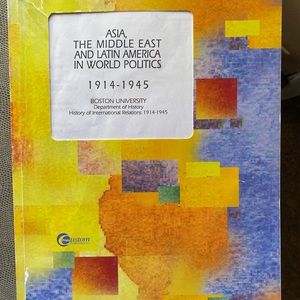 ASIA,
THE MIDDLE EAST
AND LATIN AMERICA
IN WORLD POLITICS
1914-1945
BOSTON UNIVERSITY
Department of History
History of International Relations: 1914-1945
Custom